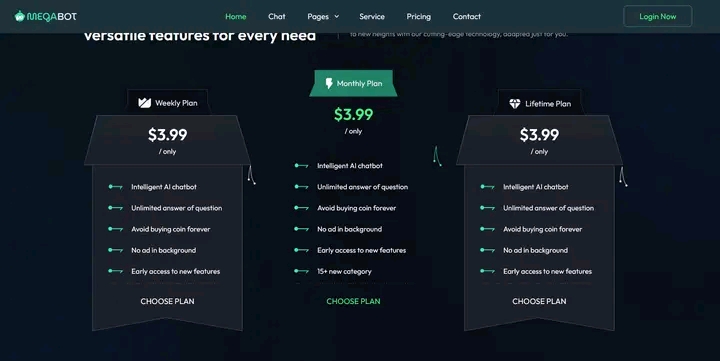 MEGABOT
Home
Chat
Pages
Service
Pricing
Contact
Login Now
Versatile features for every need
to new heights with our cutting-edge technology, adapted just for you.
Weekly Plan
$3.99
/ only
Intelligent AI chatbot
Unlimited answer of question
Avoid buying coin forever
No ad in background
Early access to new features
CHOOSE PLAN
Monthly Plan
$3.99
/ only
Intelligent AI chatbot
Unlimited answer of question
Avoid buying coin forever
No ad in background
Early access to new features
15+ new category
CHOOSE PLAN
Lifetime Plan
$3.99
/ only
Intelligent AI chatbot
Unlimited answer of question
Avoid buying coin forever
No ad in background
Early access to new features
CHOOSE PLAN